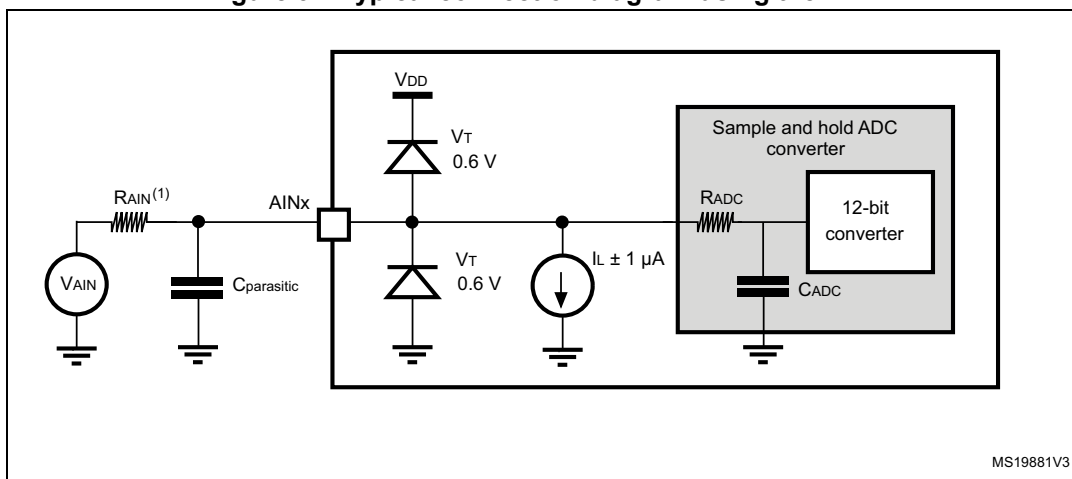 VDD
VT
0.6 V
Sample and hold ADC
converter
RAIN(1)
AINx
RADC
12-bit
converter
VAIN
Cparasitic
VT
0.6 V
IL ± 1 µA
CADC
MS19881V3